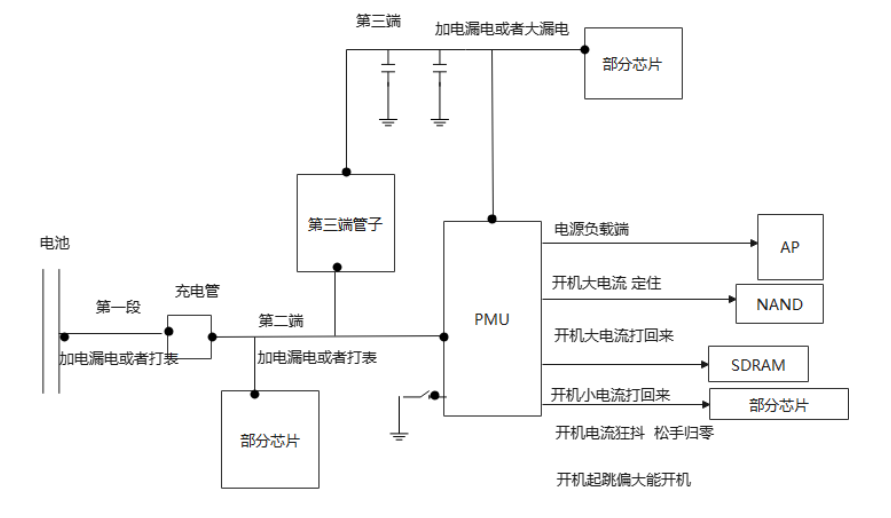 第三端
加电漏电或者大漏电
部分芯片
第三端管子
电池
第一段
充电管
第二端
加电漏电或者打表
加电漏电或者打表
部分芯片
PMU
电源负载端
AP
开机大电流 定住
NAND
开机大电流打回来
SDRAM
开机小电流打回来
部分芯片
开机电流狂抖 松手归零
开机起跳偏大能开机